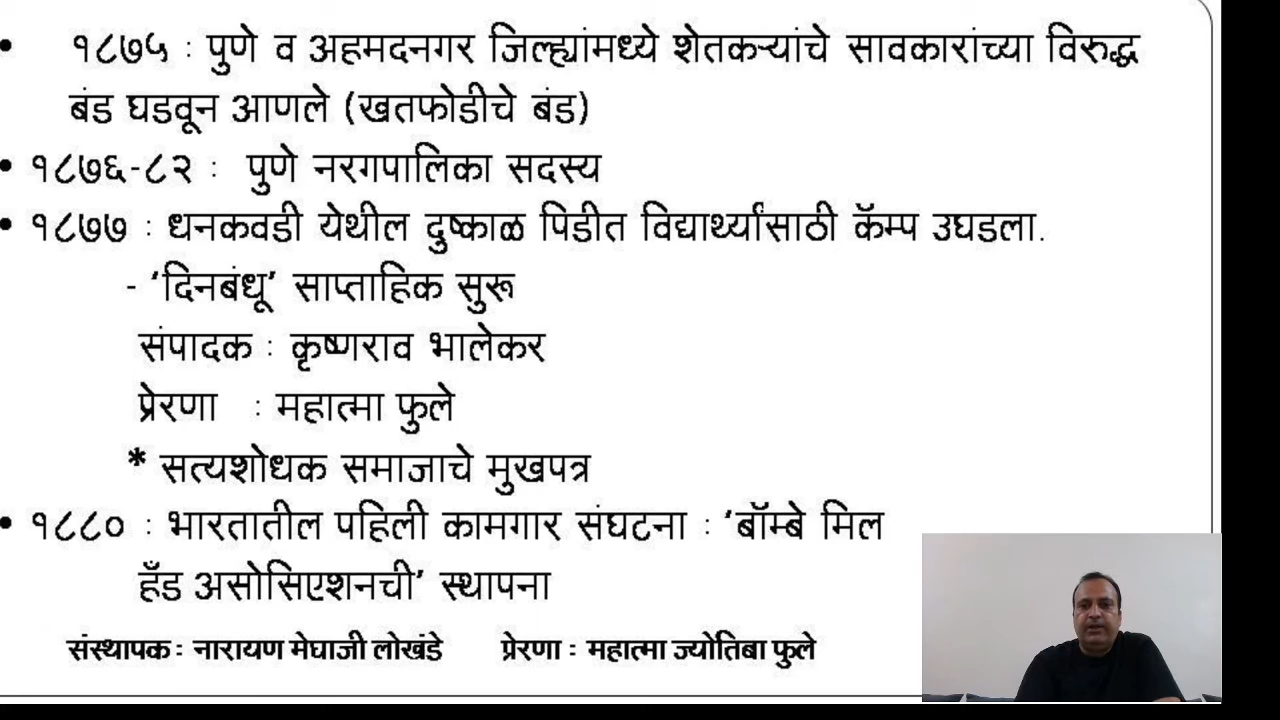 • १८७५ : पुणे व अहमदनगर जिल्ह्यांमध्ये शेतकऱ्यांचे सावकारांच्या विरुद्ध
बंड घडवून आणले (खतफोडीचे बंड)
• १८७६-८२ : पुणे नरगपालिका सदस्य
• १८७७ : धनकवडी येथील दुष्काळ पिडीत विद्यार्थ्यांसाठी कॅम्प उघडला.
- ‘दिनबंधू’ साप्ताहिक सुरू
संपादक : कृष्णराव भालेकर
प्रेरणा : महात्मा फुले
* सत्यशोधक समाजाचे मुखपत्र
• १८८० : भारतातील पहिली कामगार संघटना : ‘बॉम्बे मिल
हँड असोसिएशनची’ स्थापना
संस्थापक : नारायण मेघाजी लोखंडे प्रेरणा : महात्मा ज्योतिबा फुले